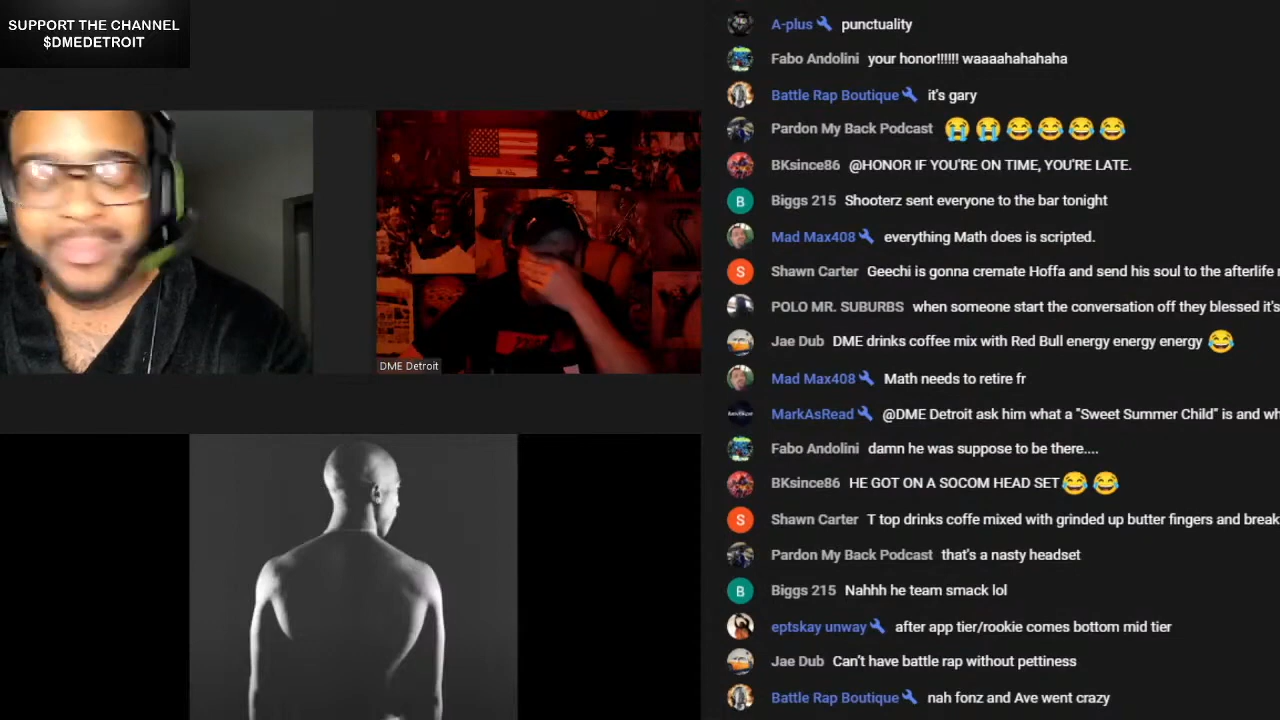 SUPPORT THE CHANNEL
$DMEDETROIT
DME Detroit
A-plus punctuality
Fabo Andolini your honor!!!!!! waaaahahahaha
Battle Rap Boutique it's gary
Pardon My Back Podcast 😭😭😂😂😂😂
BKsince86 @HONOR IF YOU'RE ON TIME, YOU'RE LATE.
Biggs 215 Shooterz sent everyone to the bar tonight
Mad Max408 everything Math does is scripted.
Shawn Carter Geechi is gonna cremate Hoffa and send his soul to the afterlife
POLO MR. SUBURBS when someone start the conversation off they blessed it's
Jae Dub DME drinks coffee mix with Red Bull energy energy energy 😂
Mad Max408 Math needs to retire fr
MarkAsRead @DME Detroit ask him what a "Sweet Summer Child" is and wh
Fabo Andolini damn he was suppose to be there....
BKsince86 HE GOT ON A SOCOM HEAD SET😂😂
Shawn Carter T top drinks coffe mixed with grinded up butter fingers and break
Pardon My Back Podcast that's a nasty headset
Biggs 215 Nahhh he team smack lol
eptskay unway after app tier/rookie comes bottom mid tier
Jae Dub Can't have battle rap without pettiness
Battle Rap Boutique nah fonz and Ave went crazy